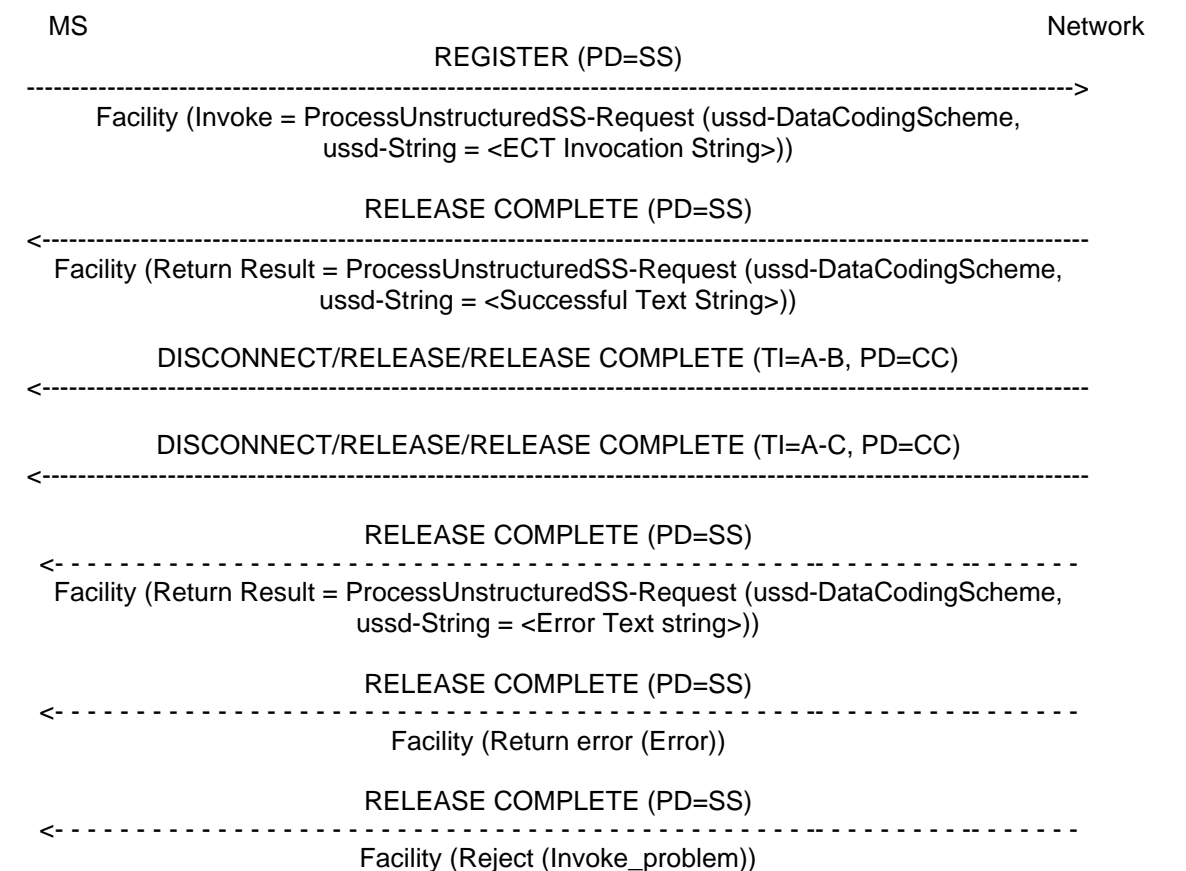 MS Network
REGISTER (PD=SS)
Facility (Invoke = ProcessUnstructuredSS-Request (ussd-DataCodingScheme,
ussd-String = <ECT Invocation String>))
RELEASE COMPLETE (PD=SS)
Facility (Return Result = ProcessUnstructuredSS-Request (ussd-DataCodingScheme,
ussd-String = <Successful Text String>))
DISCONNECT/RELEASE/RELEASE COMPLETE (TI=A-B, PD=CC)
DISCONNECT/RELEASE/RELEASE COMPLETE (TI=A-C, PD=CC)
RELEASE COMPLETE (PD=SS)
Facility (Return Result = ProcessUnstructuredSS-Request (ussd-DataCodingScheme,
ussd-String = <Error Text string>))
RELEASE COMPLETE (PD=SS)
Facility (Return error (Error))
RELEASE COMPLETE (PD=SS)
Facility (Reject (Invoke_problem))